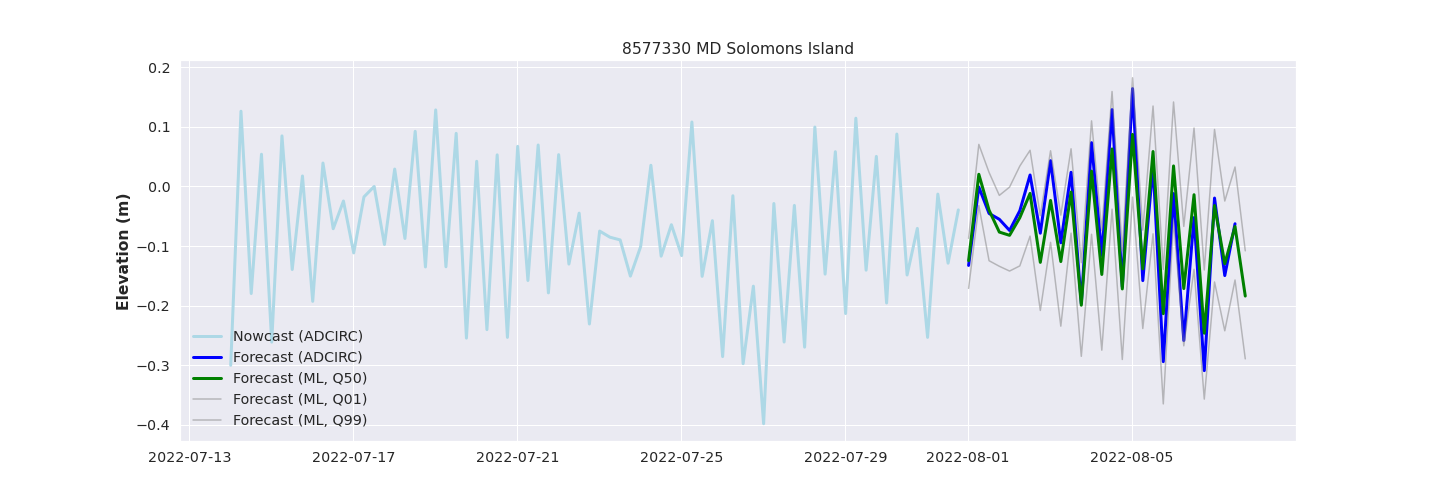 8577330 MD Solomons Island
0.2
0.1
0.0
−0.1
−0.2
−0.3
−0.4
Elevation (m)
Nowcast (ADCIRC)
Forecast (ADCIRC)
Forecast (ML, Q50)
Forecast (ML, Q01)
Forecast (ML, Q99)
2022-07-13 2022-07-17 2022-07-21 2022-07-25 2022-07-29 2022-08-01 2022-08-05